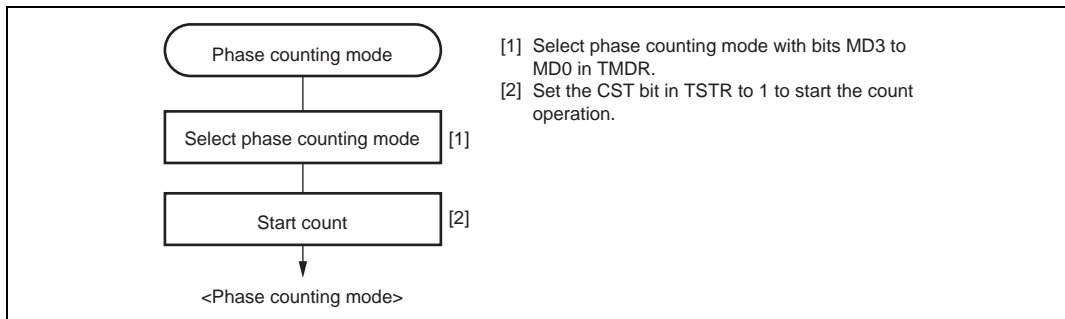 Phase counting mode
Select phase counting mode
[1]
Start count
[2]
<Phase counting mode>
[1] Select phase counting mode with bits MD3 to
MD0 in TMDR.
[2] Set the CST bit in TSTR to 1 to start the count
operation.